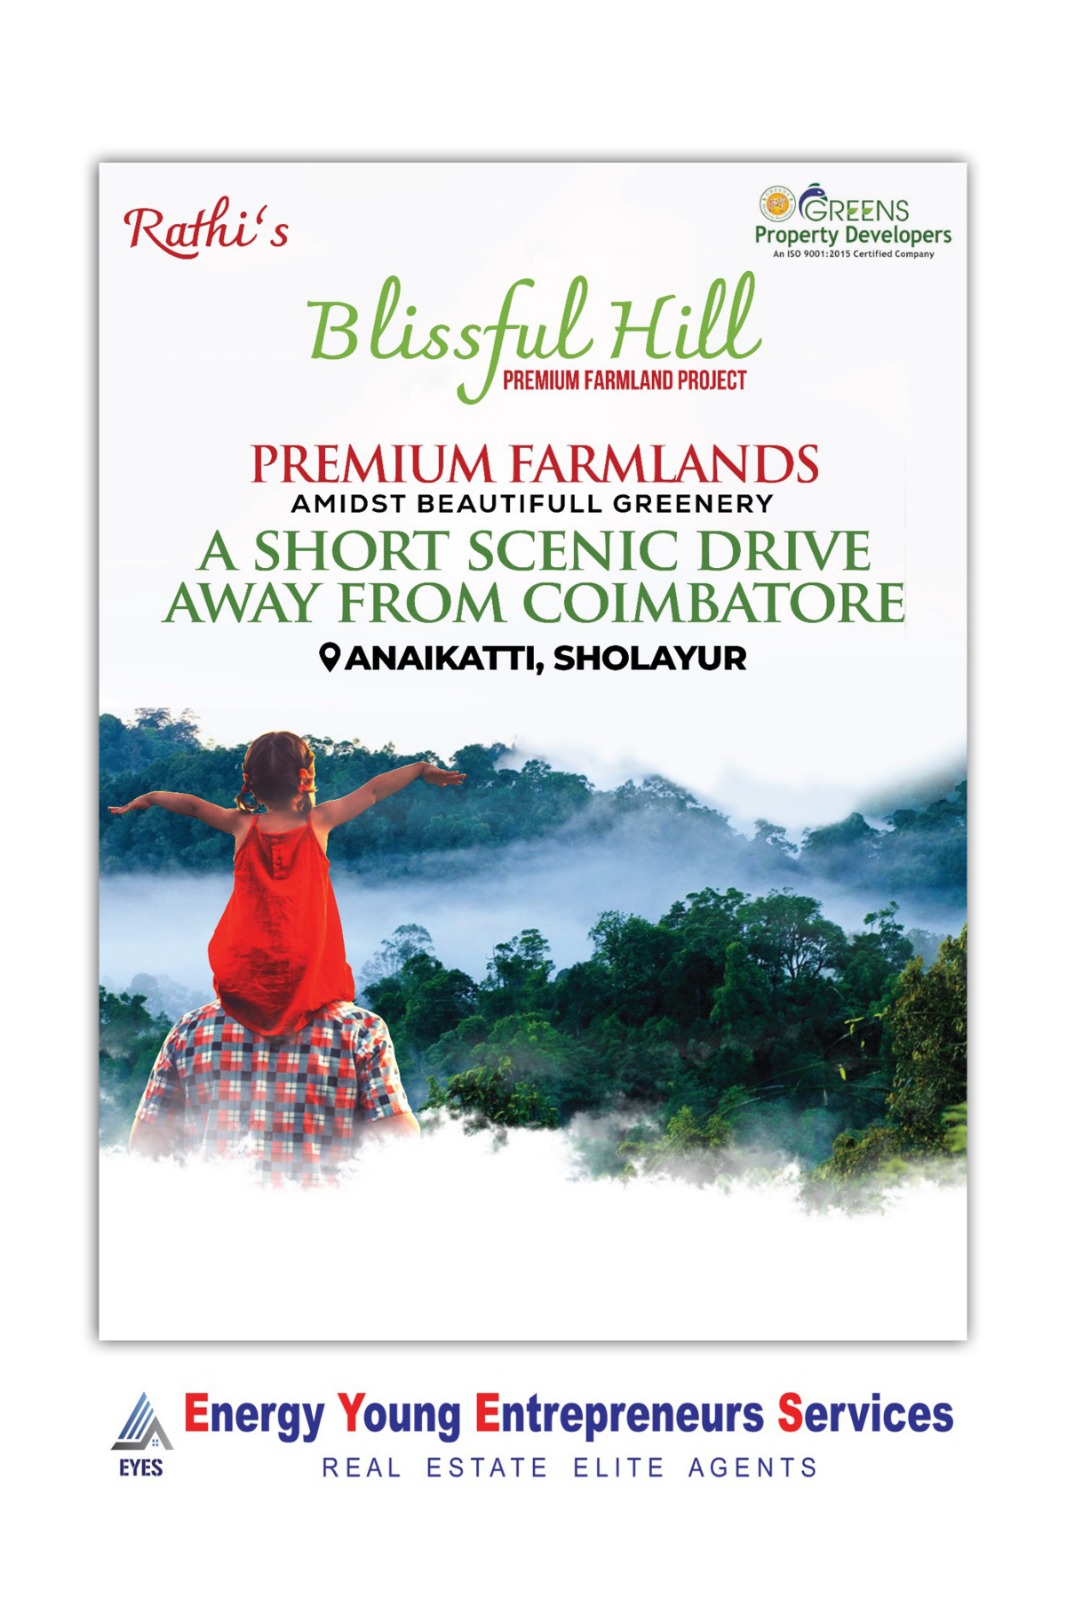 Rathi's
GREENS
Property Developers
An ISO 9001:2015 Certified Company
Blissful Hill
PREMIUM FARMLAND PROJECT
PREMIUM FARMLANDS
AMIDST BEAUTIFULL GREENERY
A SHORT SCENIC DRIVE
AWAY FROM COIMBATORE
ANAIKATTI, SHOLAYUR
Energy Young Entrepreneurs Services
EYES
REAL ESTATE ELITE AGENTS